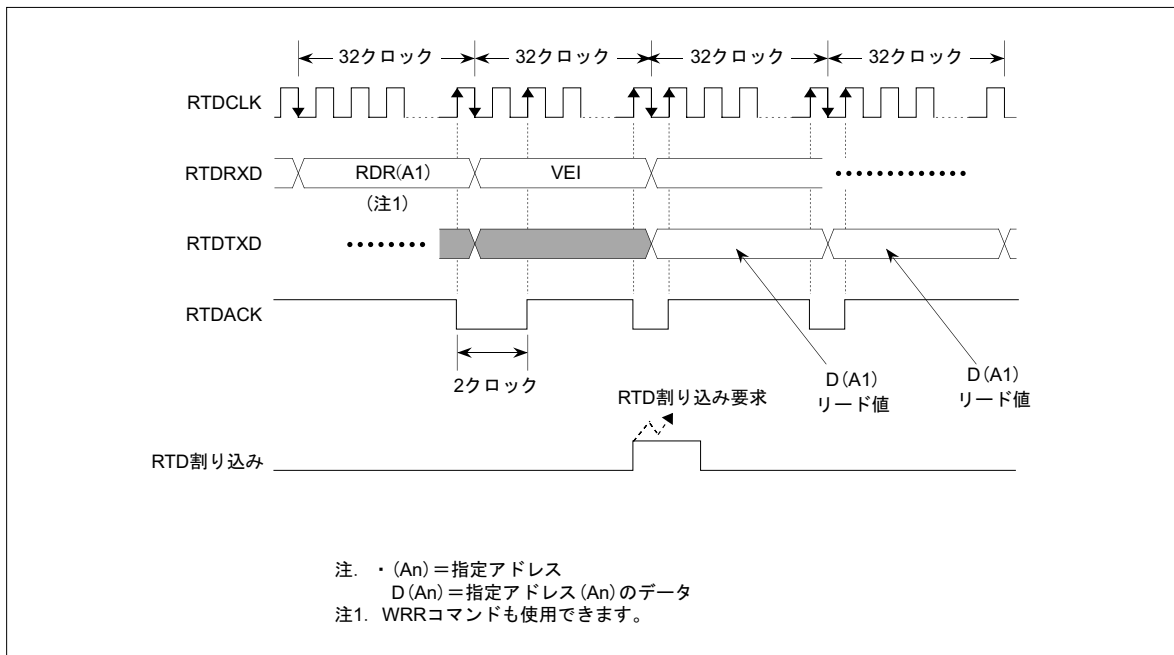 32クロック 32クロック 32クロック 32クロック
RTDCLK
RTDRXD RDR(A1) VEI
(注1)
RTDTXD
RTDACK
2クロック
D(A1)
リード値
D(A1)
リード値
RTD割り込み要求
RTD割り込み
注. ・(An)＝指定アドレス
D(An)＝指定アドレス(An)のデータ
注1. WRRコマンドも使用できます。